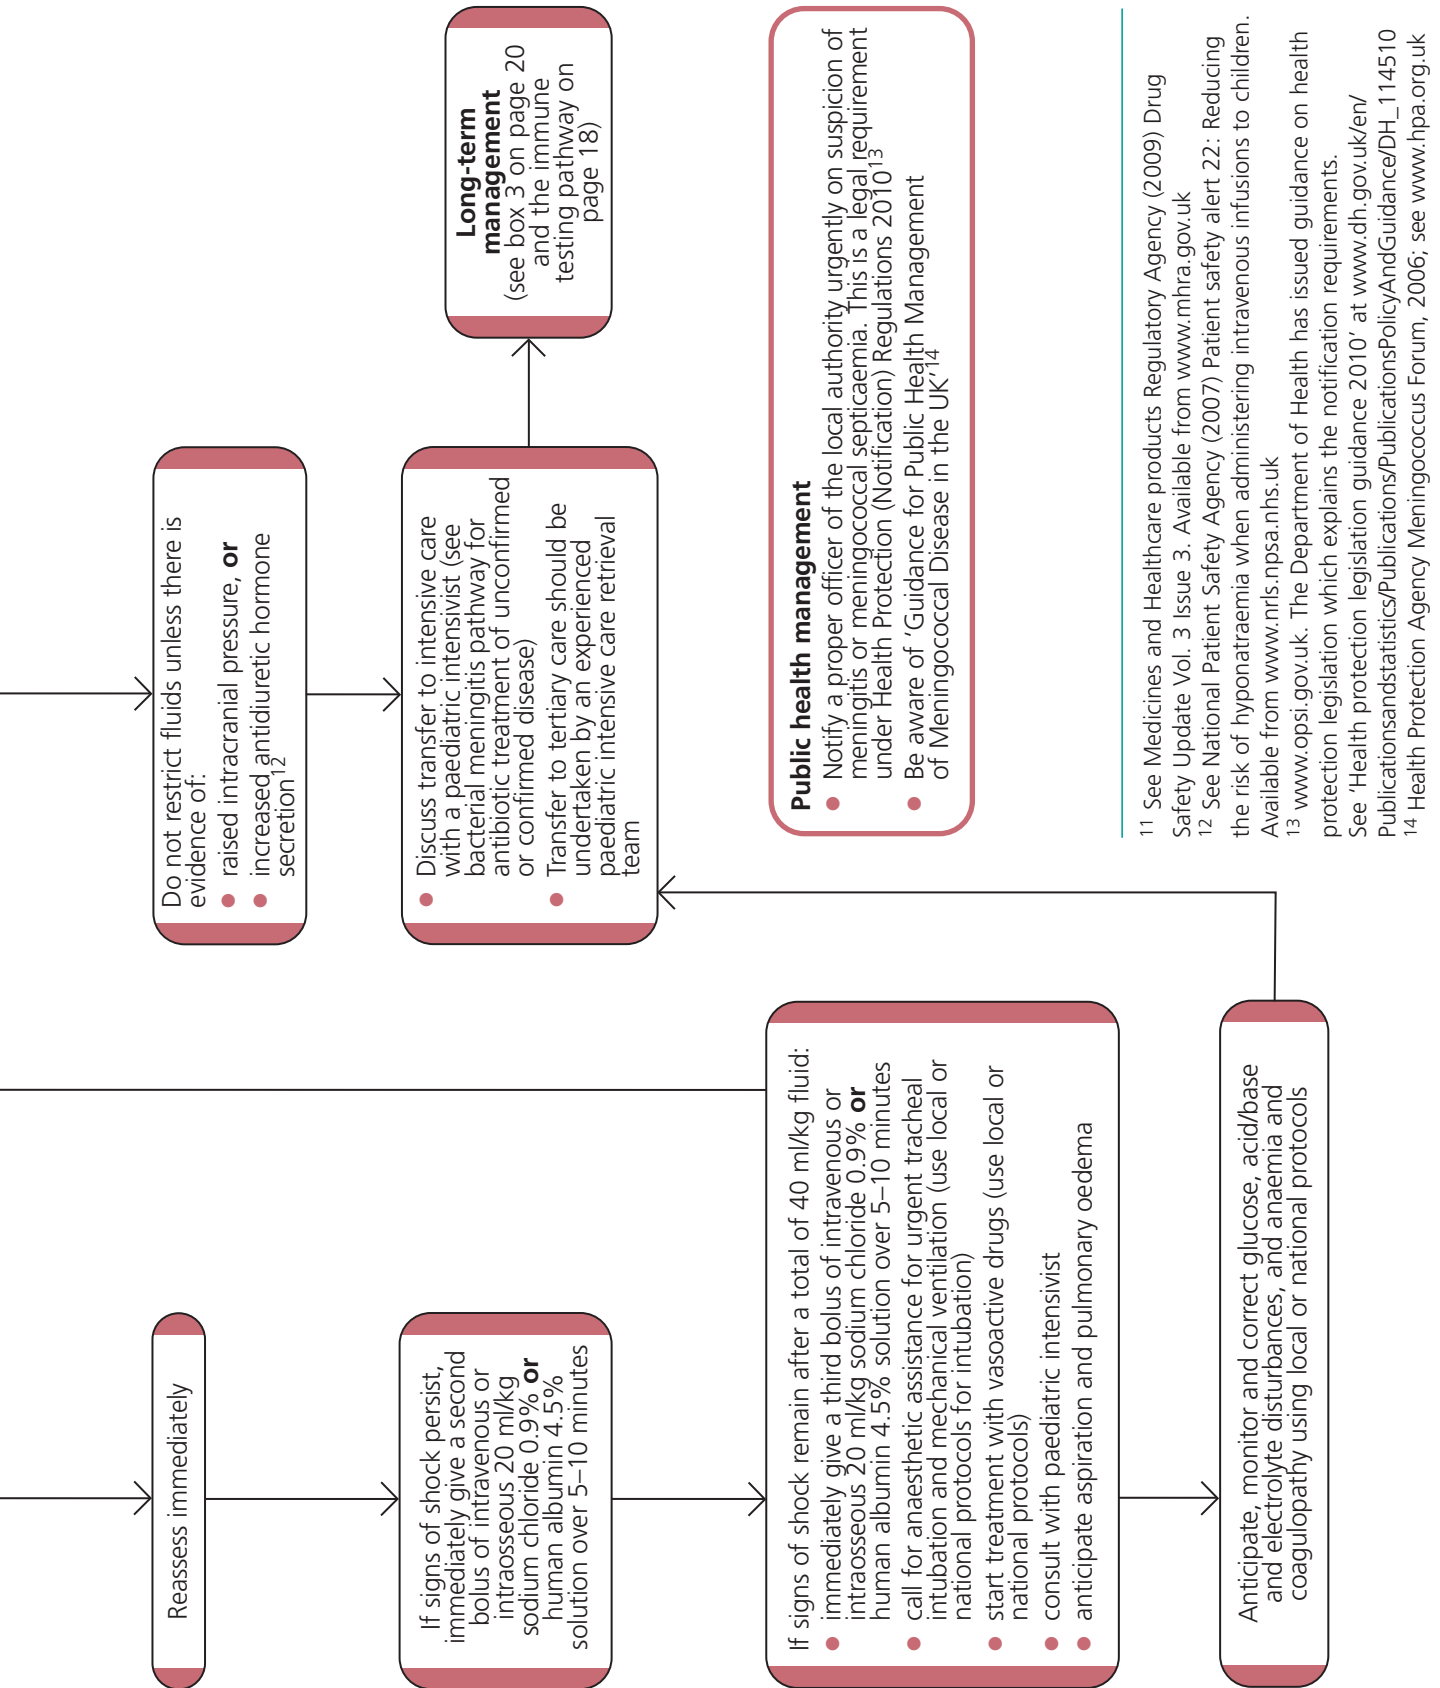 Reassess immediately
If signs of shock persist,
immediately give a second
bolus of intravenous or
intraosseous 20 ml/kg
sodium chloride 0.9% or
human albumin 4.5%
solution over 5–10 minutes
If signs of shock remain after a total of 40 ml/kg fluid:
● immediately give a third bolus of intravenous or
intraosseous 20 ml/kg sodium chloride 0.9% or
human albumin 4.5% solution over 5–10 minutes
● call for anaesthetic assistance for urgent tracheal
intubation and mechanical ventilation (use local or
national protocols for intubation)
● start treatment with vasoactive drugs (use local or
national protocols)
● consult with paediatric intensivist
● anticipate aspiration and pulmonary oedema
Anticipate, monitor and correct glucose, acid/base
and electrolyte disturbances, and anaemia and
coagulopathy using local or national protocols
Do not restrict fluids unless there is
evidence of:
● raised intracranial pressure, or
● increased antidiuretic hormone
secretion12
● Discuss transfer to intensive care
with a paediatric intensivist (see
bacterial meningitis pathway for
antibiotic treatment of unconfirmed
or confirmed disease)
● Transfer to tertiary care should be
undertaken by an experienced
paediatric intensive care retrieval
team
Long-term
management
(see box 3 on page 20
and the immune
testing pathway on
page 18)
Public health management
● Notify a proper officer of the local authority urgently on suspicion of
meningitis or meningococcal septicaemia. This is a legal requirement
under Health Protection (Notification) Regulations 2010 13
● Be aware of ‘Guidance for Public Health Management
of Meningococcal Disease in the UK’14
11 See Medicines and Healthcare products Regulatory Agency (2009) Drug
Safety Update Vol. 3 Issue 3. Available from www.mhra.gov.uk
12 See National Patient Safety Agency (2007) Patient safety alert 22: Reducing
the risk of hyponatraemia when administering intravenous infusions to children.
Available from www.mrls.npsa.nhs.uk
13 www.opsi.gov.uk. The Department of Health has issued guidance on health
protection legislation which explains the notification requirements.
See ‘Health protection legislation guidance 2010’ at www.dh.gov.uk/en/
Publicationsandstatistics/Publications/PublicationsPolicyAndGuidance/DH_114510
14 Health Protection Agency Meningococcus Forum, 2006; see www.hpa.org.uk